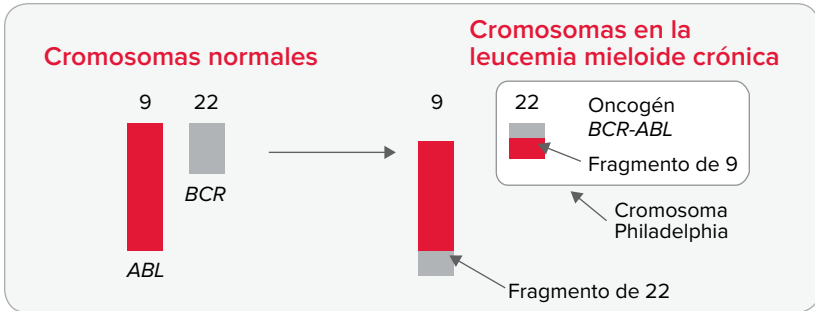 Cromosomas normales
9
22
BCR
ABL
Cromosomas en la
leucemia mieloide crónica
9
22
Oncogén
BCR-ABL
Fragmento de 9
Cromosoma
Philadelphia
Fragmento de 22